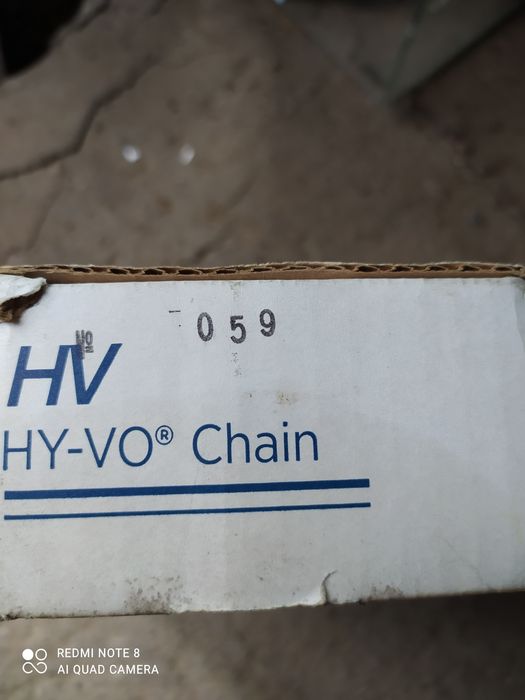 059
HV
HY-VO® Chain
REDMI NOTE 8
AI QUAD CAMERA